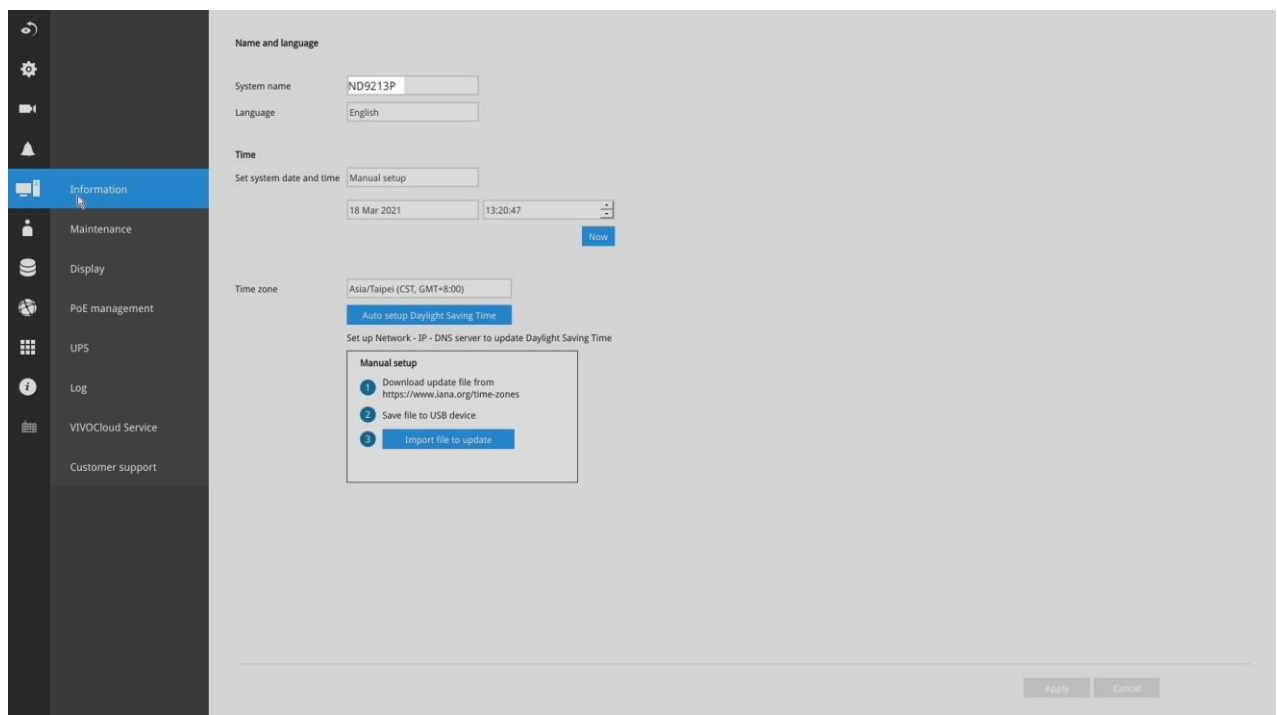 Information
Maintenance
Display
PoE management
UPS
Log
VIVOCloud Service
Customer support
Name and language
System name ND9213P
Language English
Time
Set system date and time Manual setup
18 Mar 2021 13:20:47
Now
Time zone Asia/Taipei (CST, GMT+8:00)
Auto setup Daylight Saving Time
Set up Network - IP - DNS server to update Daylight Saving Time
Manual setup
1 Download update file from
https://www.iana.org/time-zones
2 Save file to USB device
3 Import file to update
Apply Cancel